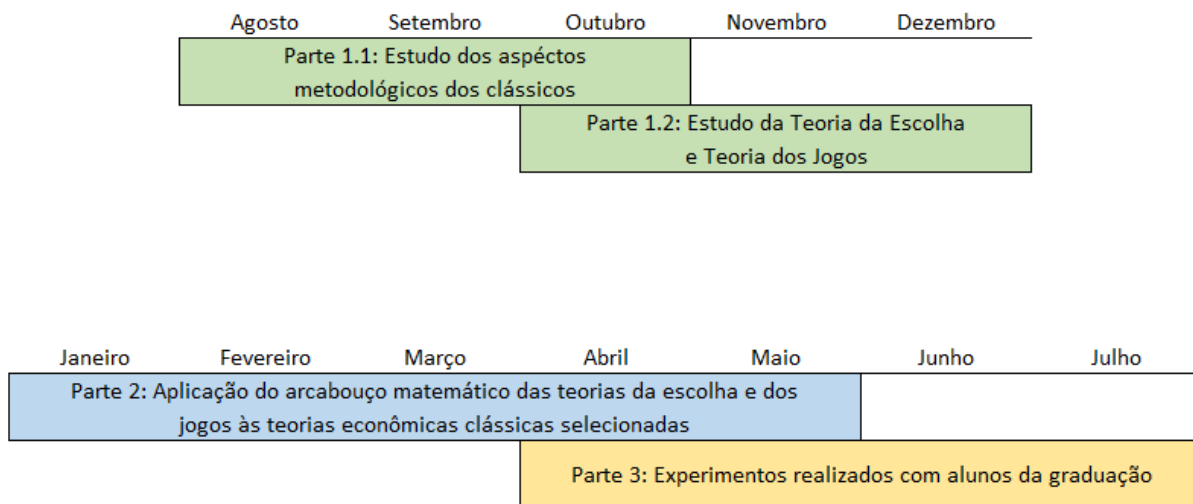 Agosto Setembro Outubro Novembro Dezembro
Parte 1.1: Estudo dos aspéctos
metodológicos dos clássicos
Parte 1.2: Estudo da Teoria da Escolha
e Teoria dos Jogos
Janeiro Fevereiro Março Abril Maio Junho Julho
Parte 2: Aplicação do arcabouço matemático das teorias da escolha e dos
jogos às teorias econômicas clássicas selecionadas
Parte 3: Experimentos realizados com alunos da graduação